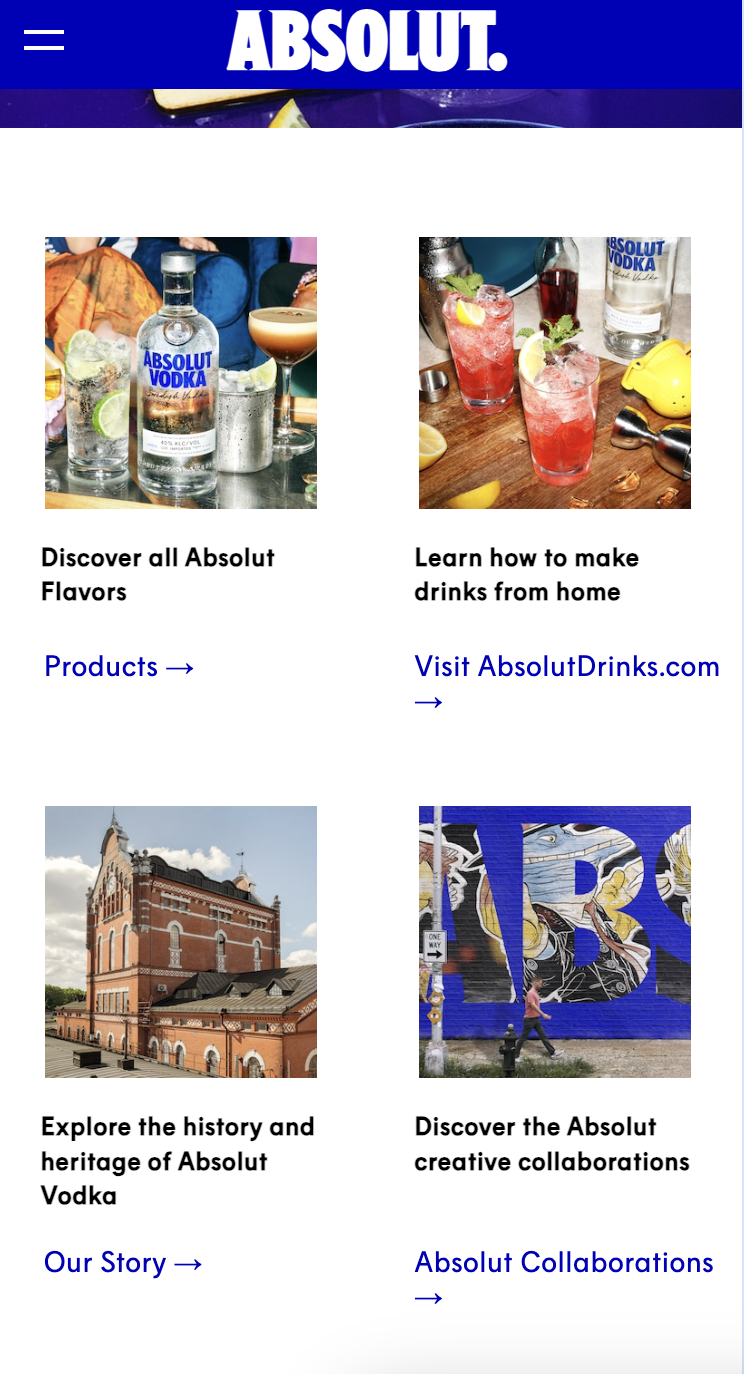 ABSOLUT.
ABSOLUT
VODKA
Swedish Vodka
40% ALC/VOL.
ABSOLUT
VODKA
Swedish Vodka
Discover all Absolut
Flavors
Learn how to make
drinks from home
Products →
Visit AbsolutDrinks.com
→
ONE
WAY
ABS
Explore the history and
heritage of Absolut
Vodka
Discover the Absolut
creative collaborations
Our Story →
Absolut Collaborations
→